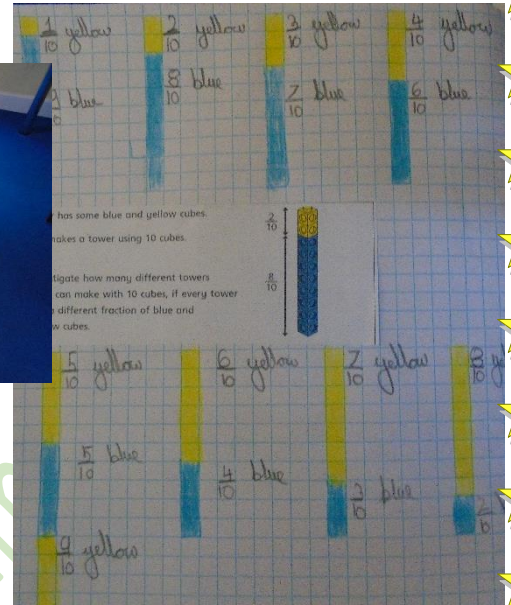 1/10 yellow 2/10 yellow 3/10 yellow 4/10 yellow
blue 8/10 blue 7/10 blue 6/10 blue
has some blue and yellow cubes.
makes a tower using 10 cubes.
tigate how many different towers
can make with 10 cubes, if every tower
different fraction of blue and
w cubes.
2/10
8/10
5/10 yellow 6/10 yellow 7/10 yellow 8/10 y
5/10 blue 4/10 blue 3/10 blue 2/10
9/10 yellow